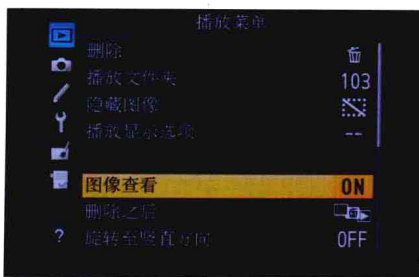 播放菜单
删除
播放文件夹 103
隐藏图像
播放显示选项 --
图像查看 ON
删除之后
? 旋转至竖直方向 OFF